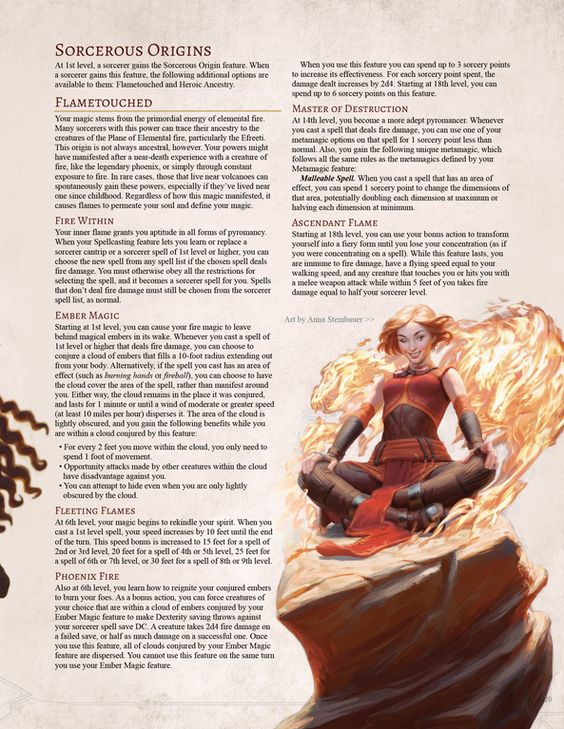 Sorcerous Origins
At 1st level, a sorcerer gains the Sorcerous Origin feature. When
a sorcerer gains this feature, the following additional options are
available to them: Flametouched and Heroic Ancestry.
Flametouched
Your magic stems from the primordial energy of elemental fire.
Many sorcerers with this power can trace their ancestry to the
creatures of the Plane of Elemental fire, particularly the Efreeti.
This origin is not always ancestral, however. Your powers might
have manifested after a near-death experience with a creature of
fire, like the legendary phoenix, or simply through constant
exposure to fire. In rare cases, those that live near volcanoes can
spontaneously gain these powers, especially if they've lived near
one since childhood. Regardless of how this magic manifested, it
causes flames to permeate your soul and define your magic.
Fire Within
Your inner flame grants you aptitude in all forms of pyromancy.
When your Spellcasting feature lets you learn or replace a
sorcerer cantrip or a sorcerer spell of 1st level or higher, you can
choose the new spell from any spell list if the chosen spell deals
fire damage. You must otherwise obey all the restrictions for
selecting the spell, and it becomes a sorcerer spell for you. Spells
that don't deal fire damage must still be chosen from the sorcerer
spell list, as normal.
Ember Magic
Starting at 1st level, you can cause your fire magic to leave
behind magical embers in its wake. Whenever you cast a spell of
1st level or higher that deals fire damage, you can choose to
conjure a cloud of embers that fills a 10-foot radius extending out
from your body. Alternatively, if the spell you cast has an area of
effect (such as burning hands or fireball), you can choose to have
the cloud cover the area of the spell, rather than manifest around
you. Either way, the cloud remains in the place it was conjured,
and lasts for 1 minute or until a wind of moderate or greater speed
(at least 10 miles per hour) disperses it. The area of the cloud is
lightly obscured, and you gain the following benefits while you
are within a cloud conjured by this feature:
• For every 2 feet you move within the cloud, you only need to
spend 1 foot of movement.
• Opportunity attacks made by other creatures within the cloud
have disadvantage against you.
• You can attempt to hide even when you are only lightly
obscured by the cloud.
Fleeting Flames
At 6th level, your magic begins to rekindle your spirit. When you
cast a 1st level spell, your speed increases by 10 feet until the end
of the turn. This speed bonus is increased to 15 feet for a spell of
2nd or 3rd level, 20 feet for a spell of 4th or 5th level, 25 feet for
a spell of 6th or 7th level, or 30 feet for a spell of 8th or 9th level.
Phoenix Fire
Also at 6th level, you learn how to reignite your conjured embers
to burn your foes. As a bonus action, you can force creatures of
your choice that are within a cloud of embers conjured by your
Ember Magic feature to make Dexterity saving throws against
your sorcerer spell save DC. A creature takes 2d4 fire damage on
a failed save, or half as much damage on a successful one. Once
you use this feature, all of clouds conjured by your Ember Magic
feature are dispersed. You cannot use this feature on the same turn
you use your Ember Magic feature.
When you use this feature you can spend up to 3 sorcery points
to increase its effectiveness. For each sorcery point spent, the
damage dealt increases by 2d4. Starting at 18th level, you can
spend up to 6 sorcery points on this feature.
Master of Destruction
At 14th level, you become a more adept pyromancer. Whenever
you cast a spell that deals fire damage, you can use one of your
metamagic options on that spell for 1 sorcery point less than
normal. Also, you gain the following unique metamagic, which
follows all the same rules as the metamagics defined by your
Metamagic feature:
Malleable Spell. When you cast a spell that has an area of
effect, you can spend 1 sorcery point to change the dimensions of
that area, potentially doubling each dimension at maximum or
halving each dimension at minimum.
Ascendant Flame
Starting at 18th level, you can use your bonus action to transform
yourself into a fiery form until you lose your concentration (as if
you were concentrating on a spell). While this feature lasts, you
are immune to fire damage, have a flying speed equal to your
walking speed, and any creature that touches you or hits you with
a melee weapon attack while within 5 feet of you takes fire
damage equal to half your sorcerer level.
Art by Anna Steinbauer >>
26